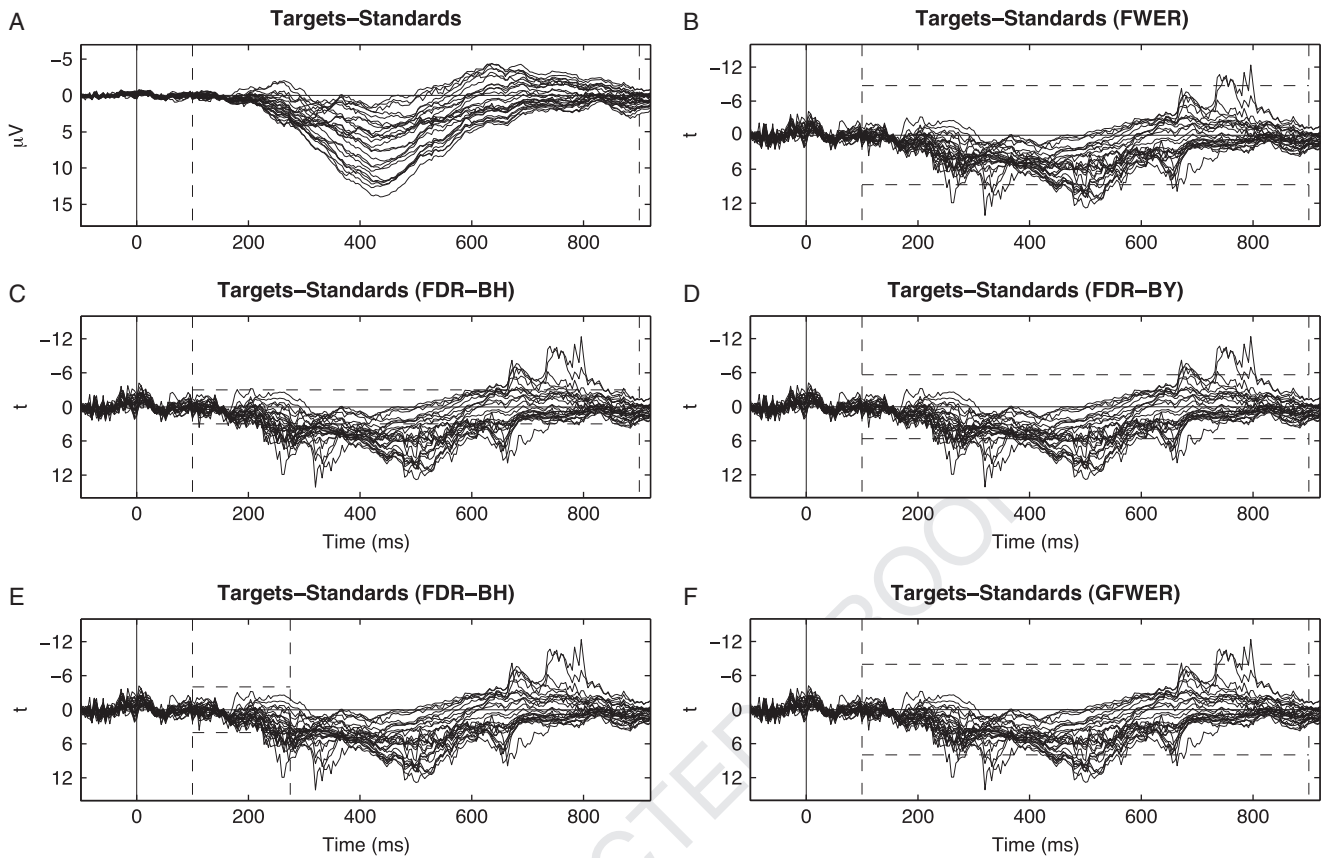 A
Targets–Standards
−5
0
5
10
15
µV
0
200
400
600
800
B
Targets–Standards (FWER)
−12
−6
0
6
12
t
0
200
400
600
800
C
Targets–Standards (FDR–BH)
−12
−6
0
6
12
t
0
200
400
600
800
Time (ms)
D
Targets–Standards (FDR–BY)
−12
−6
0
6
12
t
0
200
400
600
800
Time (ms)
E
Targets–Standards (FDR–BH)
−12
−6
0
6
12
t
0
200
400
600
800
Time (ms)
F
Targets–Standards (GFWER)
−12
−6
0
6
12
t
0
200
400
600
800
Time (ms)